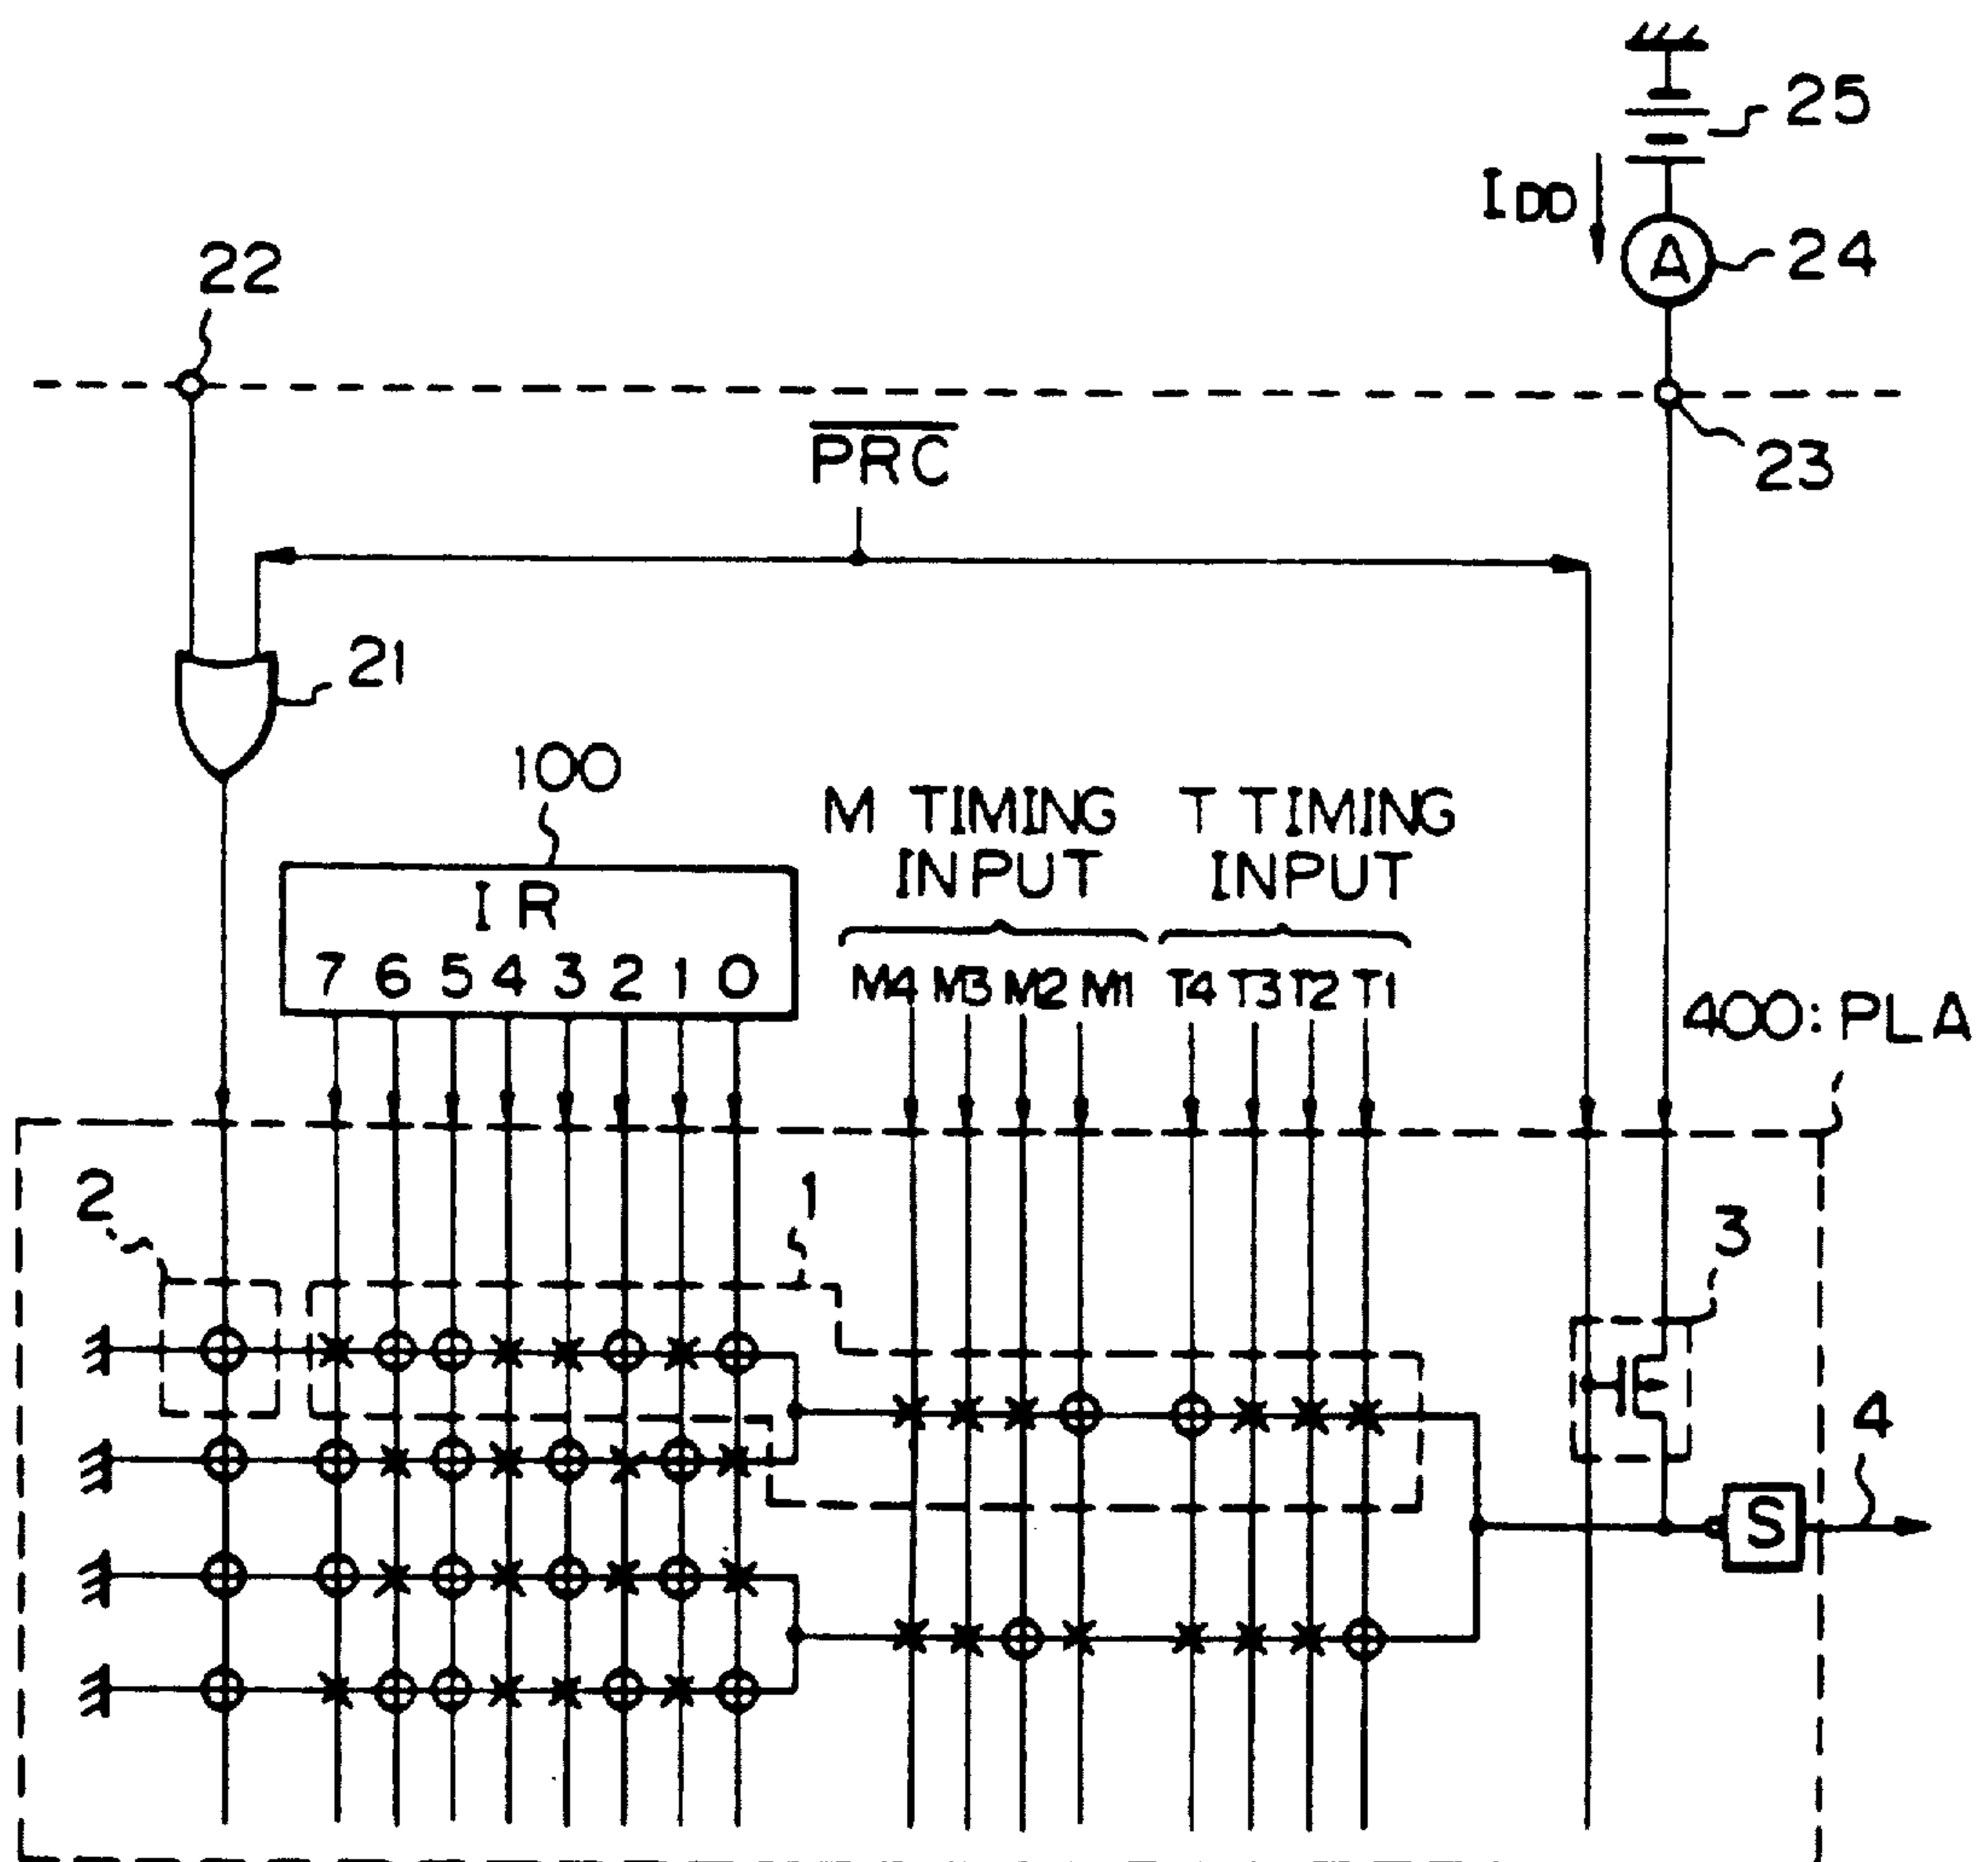 25
IDD
A
24
22
23
PRC
21
100
M TIMING INPUT
T TIMING INPUT
IR
7 6 5 4 3 2 1 0
M4 M3 M2 M1
T4 T3 T2 T1
400: PLA
2
1
3
4
S